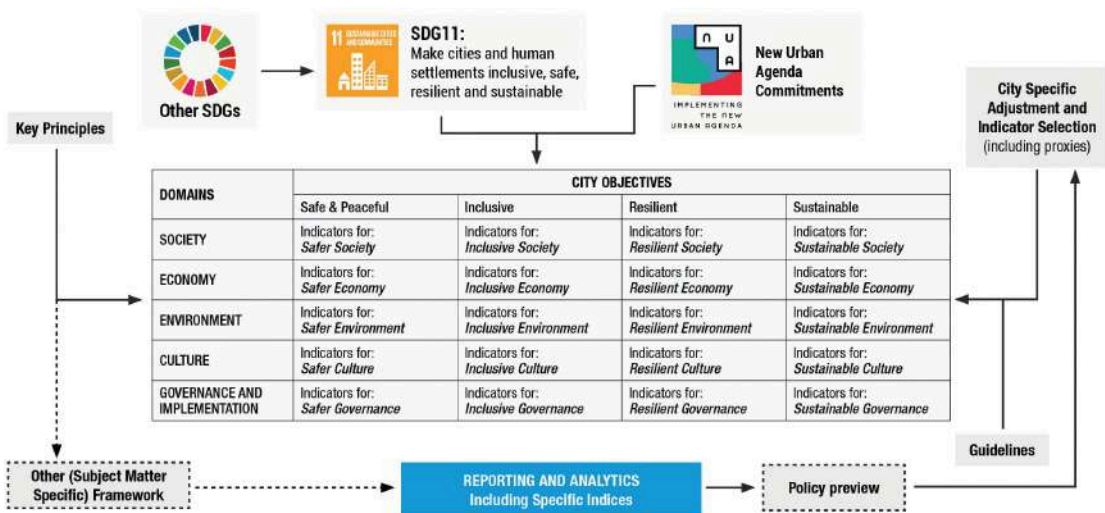 11 SUSTAINABLE CITIES
AND COMMUNITIES
SDG11:
Make cities and human
settlements inclusive, safe,
resilient and sustainable
Other SDGs
N U
A
IMPLEMENTING
THE NEW
URBAN AGENDA
New Urban
Agenda
Commitments
City Specific
Adjustment and
Indicator Selection
(including proxies)
Key Principles
DOMAINS
CITY OBJECTIVES
Safe & Peaceful
Inclusive
Resilient
Sustainable
SOCIETY
Indicators for:
Safer Society
Indicators for:
Inclusive Society
Indicators for:
Resilient Society
Indicators for:
Sustainable Society
ECONOMY
Indicators for:
Safer Economy
Indicators for:
Inclusive Economy
Indicators for:
Resilient Economy
Indicators for:
Sustainable Economy
ENVIRONMENT
Indicators for:
Safer Environment
Indicators for:
Inclusive Environment
Indicators for:
Resilient Environment
Indicators for:
Sustainable Environment
CULTURE
Indicators for:
Safer Culture
Indicators for:
Inclusive Culture
Indicators for:
Resilient Culture
Indicators for:
Sustainable Culture
GOVERNANCE AND
IMPLEMENTATION
Indicators for:
Safer Governance
Indicators for:
Inclusive Governance
Indicators for:
Resilient Governance
Indicators for:
Sustainable Governance
Guidelines
Other (Subject Matter
Specific) Framework
REPORTING AND ANALYTICS
Including Specific Indices
Policy preview